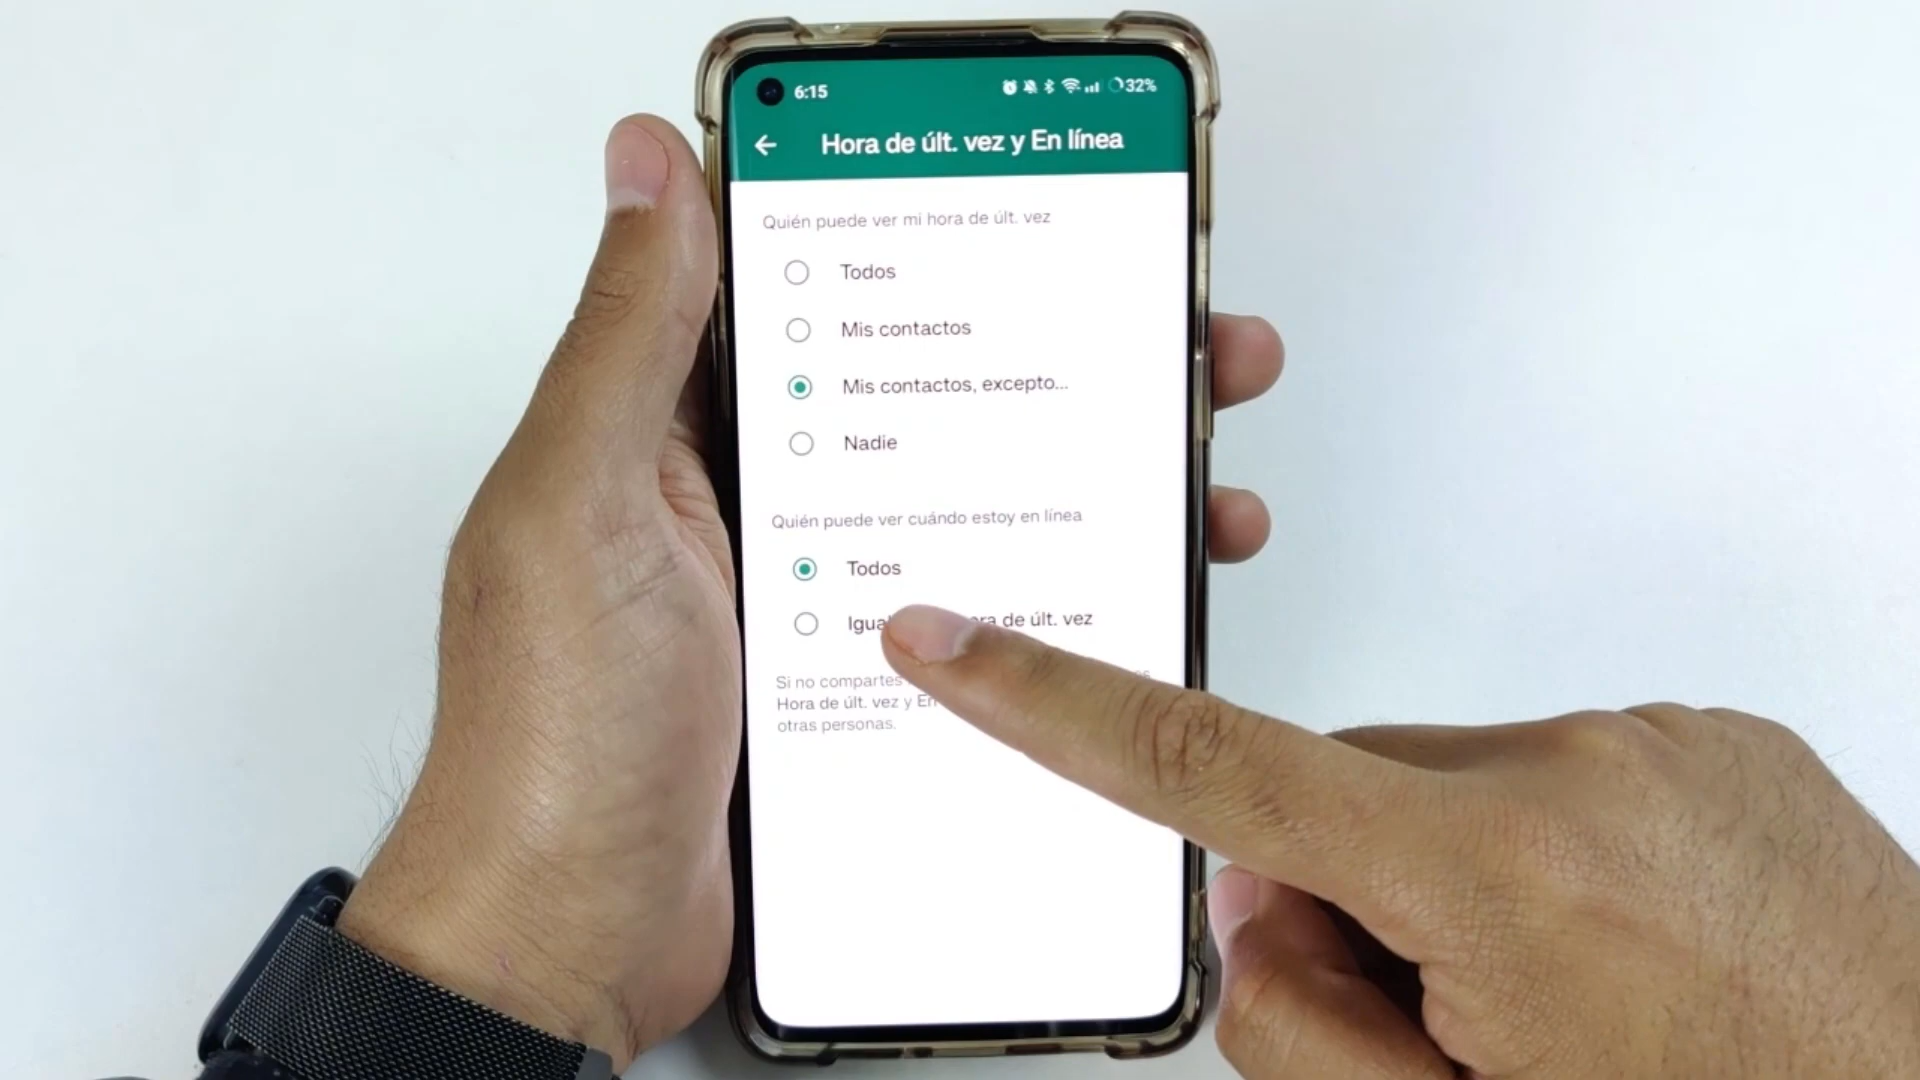 6:15 32%
Hora de últ. vez y En línea
Quién puede ver mi hora de últ. vez
Todos
Mis contactos
Mis contactos, excepto...
Nadie
Quién puede ver cuándo estoy en línea
Todos
de últ. vez
Si no compartes
Hora de últ. vez y En
otras personas.